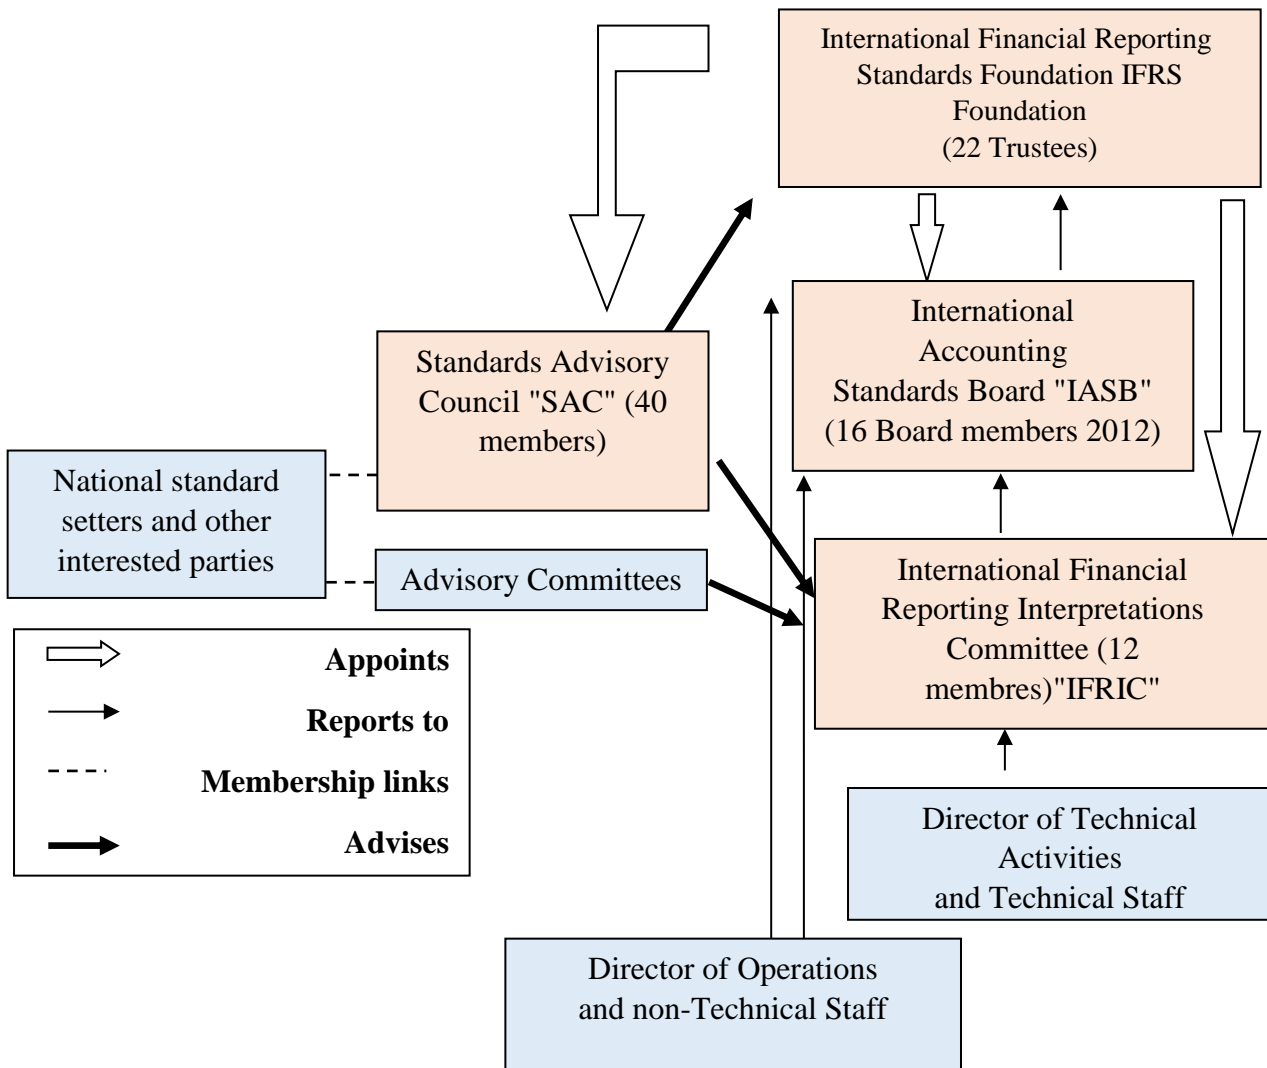 International Financial Reporting
Standards Foundation IFRS
Foundation
(22 Trustees)
International
Accounting
Standards Board "IASB"
(16 Board members 2012)
Standards Advisory
Council "SAC" (40
members)
National standard
setters and other
interested parties
Advisory Committees
International Financial
Reporting Interpretations
Committee (12
membres)"IFRIC"
Appoints
Reports to
Membership links
Advises
Director of Technical
Activities
and Technical Staff
Director of Operations
and non-Technical Staff